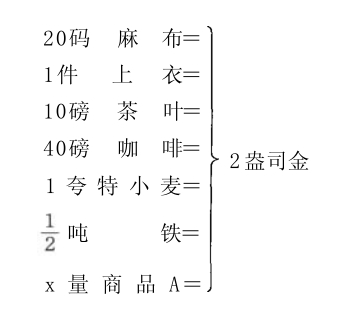 20码 麻 布=
1件 上 衣=
10磅 茶 叶=
40磅 咖 啡=
1 夸 特 小 麦=
1/2 吨 铁=
x 量 商 品 A=
2盎司金